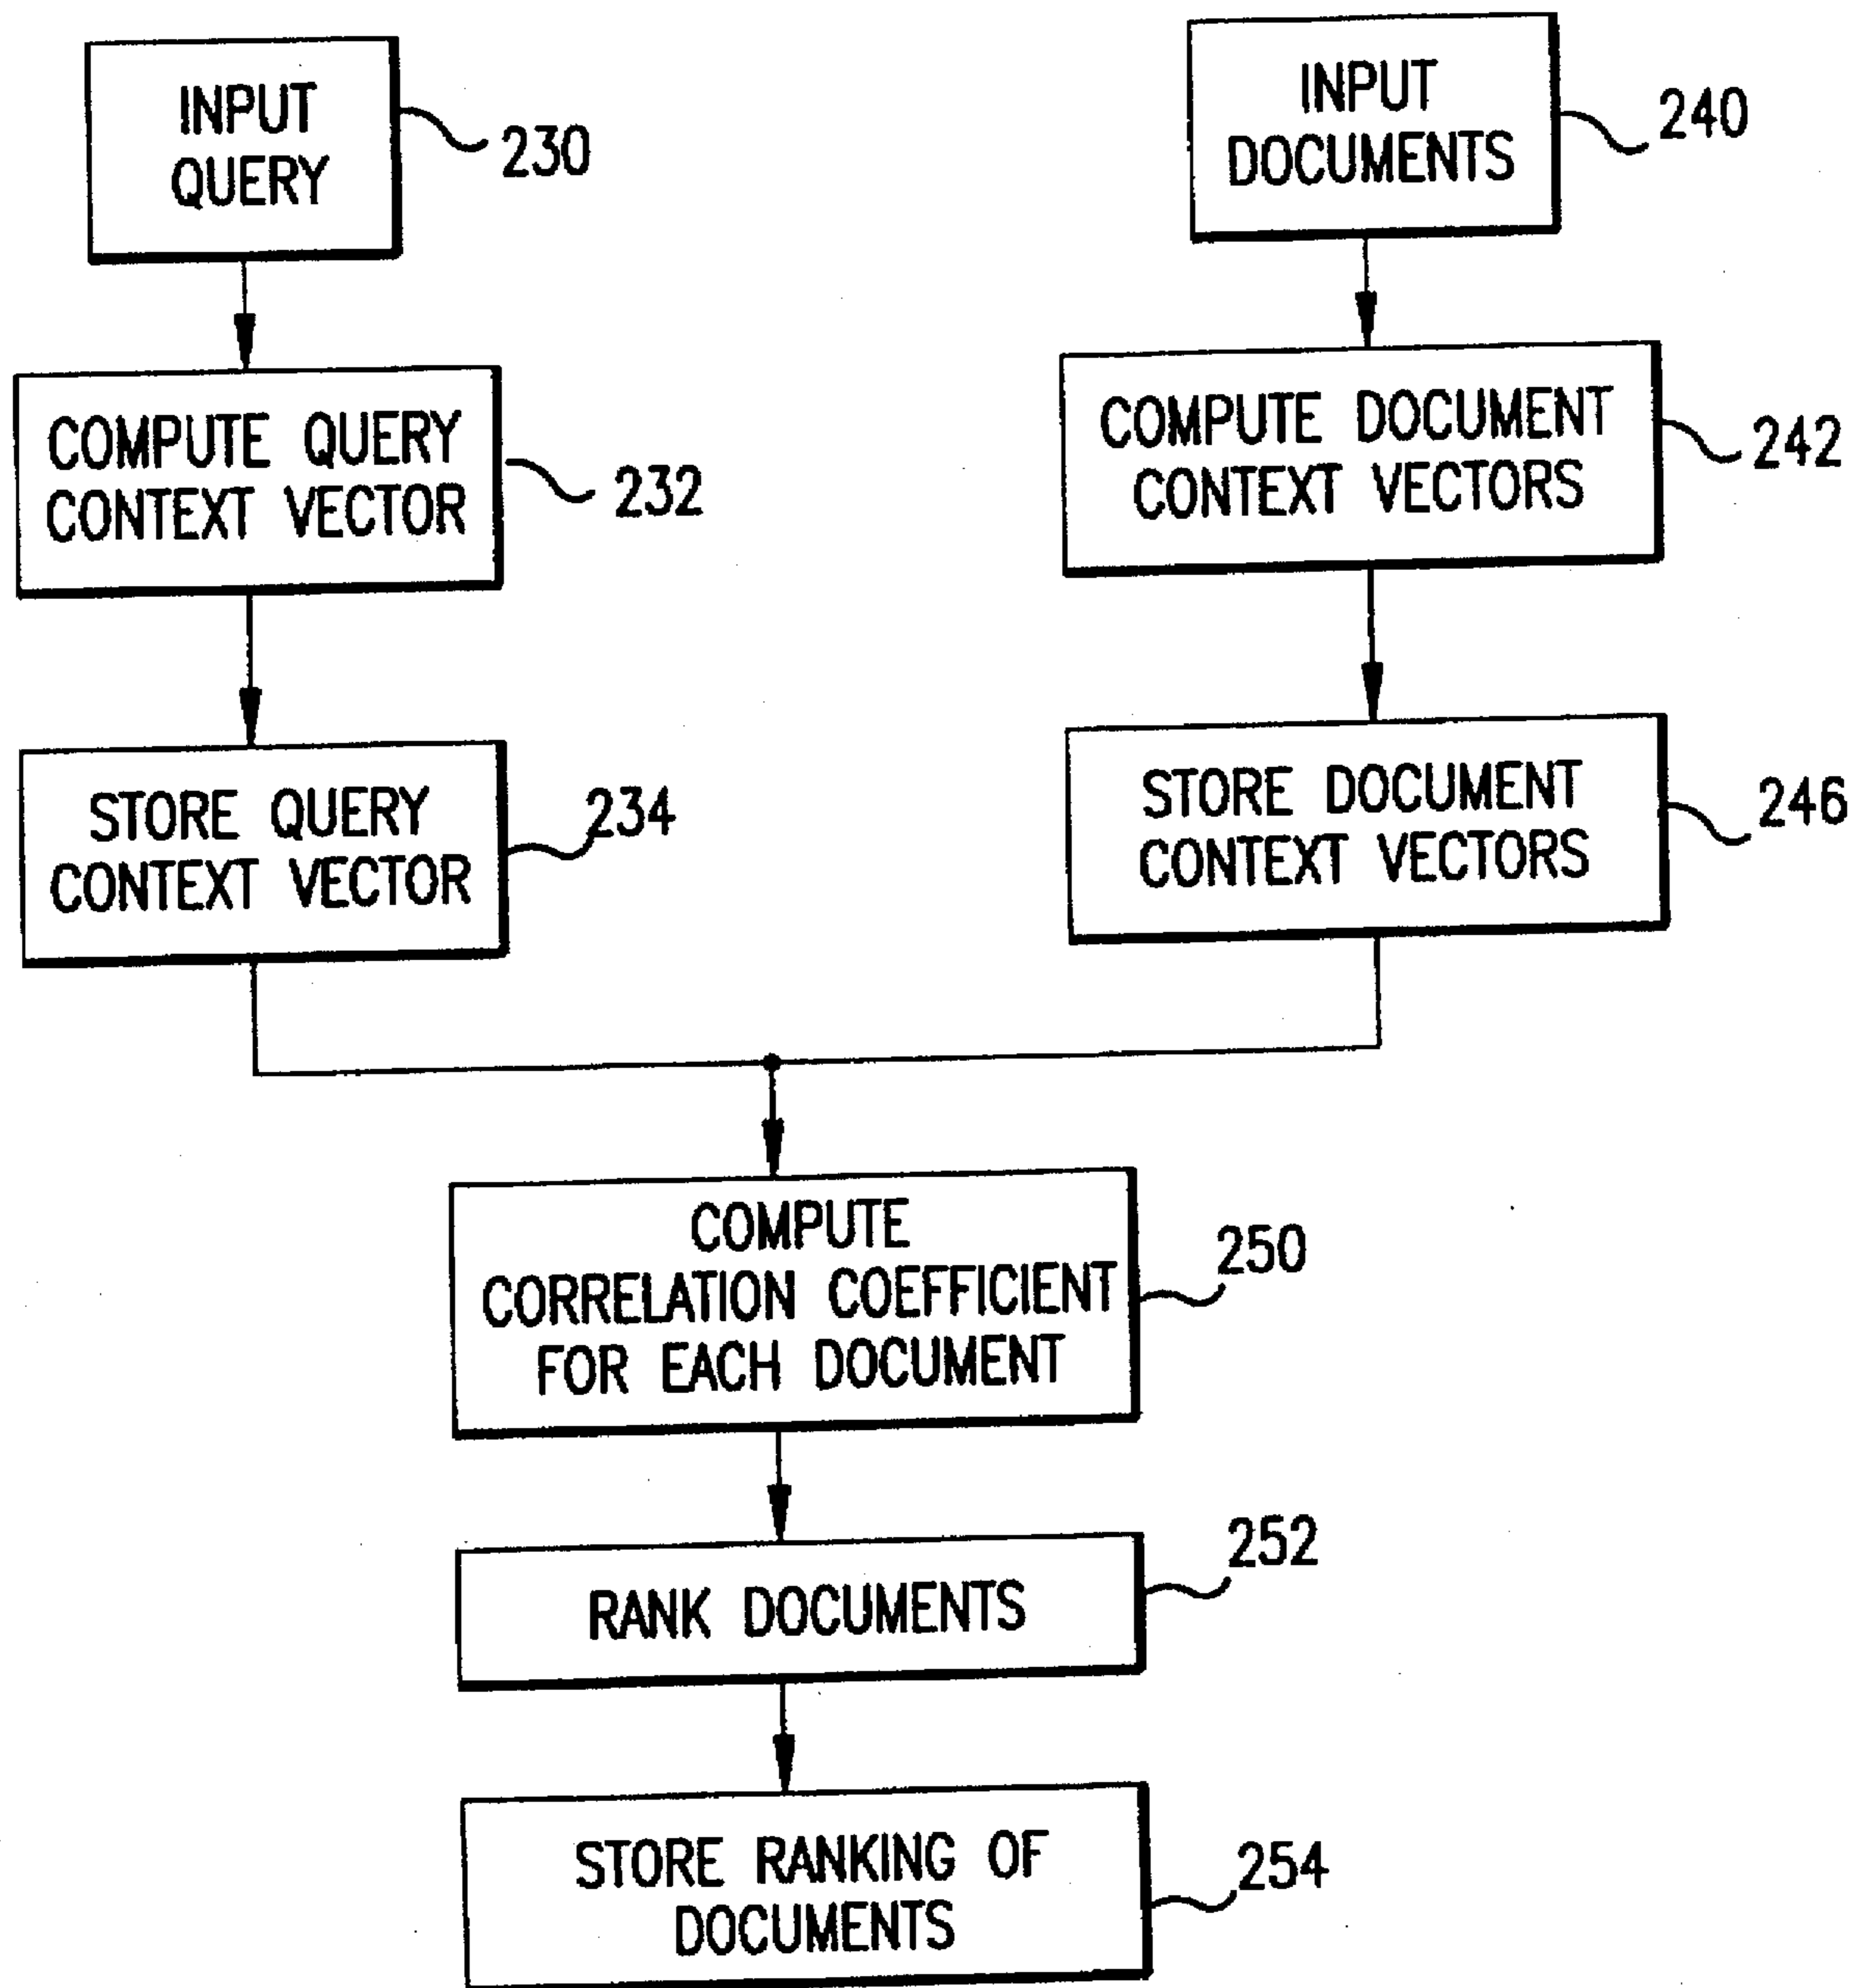 INPUT
QUERY
230
INPUT
DOCUMENTS
240
COMPUTE QUERY
CONTEXT VECTOR
232
COMPUTE DOCUMENT
CONTEXT VECTORS
242
STORE QUERY
CONTEXT VECTOR
234
STORE DOCUMENT
CONTEXT VECTORS
246
COMPUTE
CORRELATION COEFFICIENT
FOR EACH DOCUMENT
250
RANK DOCUMENTS
252
STORE RANKING OF
DOCUMENTS
254